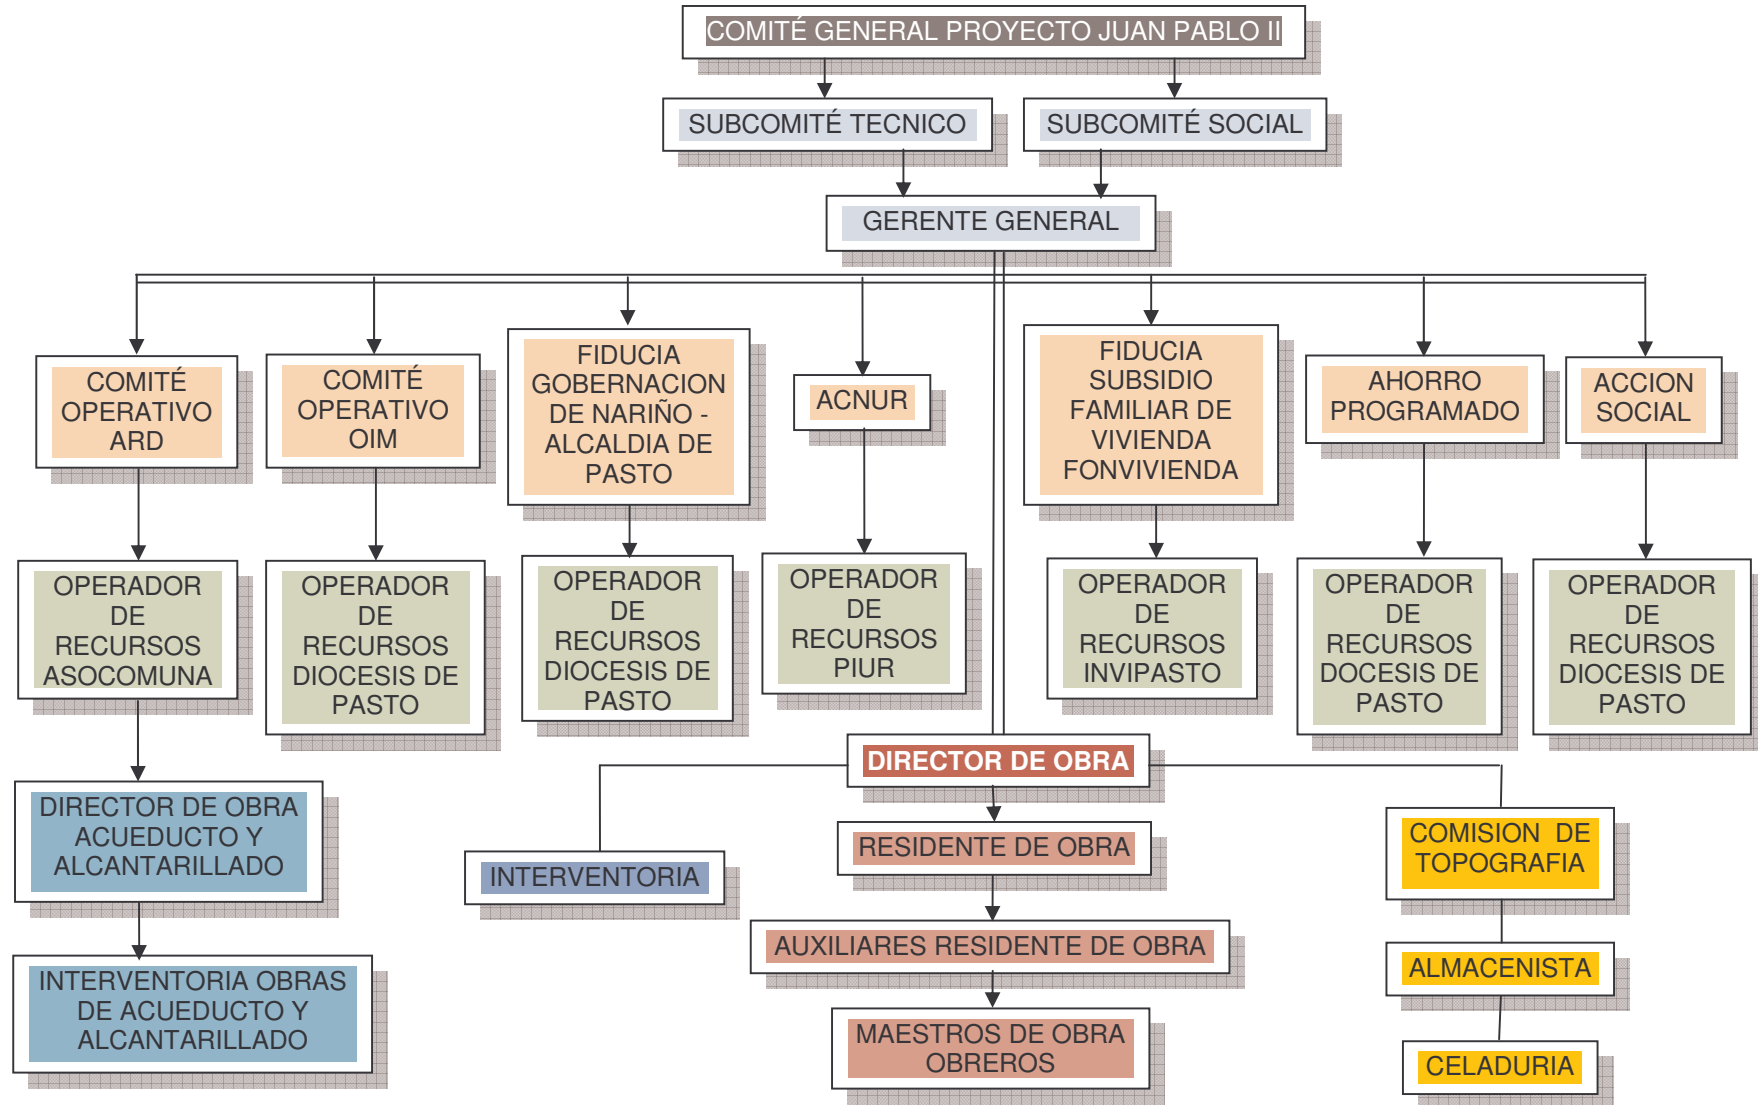 COMITÉ GENERAL PROYECTO JUAN PABLO II
SUBCOMITÉ TECNICO
SUBCOMITÉ SOCIAL
GERENTE GENERAL
COMITÉ
OPERATIVO
ARD
COMITÉ
OPERATIVO
OIM
FIDUCIA
GOBERNACION
DE NARIÑO -
ALCALDIA DE
PASTO
ACNUR
FIDUCIA
SUBSIDIO
FAMILIAR DE
VIVIENDA
FONVIVIENDA
AHORRO
PROGRAMADO
ACCION
SOCIAL
OPERADOR
DE
RECURSOS
ASOCOMUNA
OPERADOR
DE
RECURSOS
DIOCESIS DE
PASTO
OPERADOR
DE
RECURSOS
DIOCESIS DE
PASTO
OPERADOR
DE
RECURSOS
PIUR
OPERADOR
DE
RECURSOS
INVIPASTO
OPERADOR
DE
RECURSOS
DOCESIS DE
PASTO
OPERADOR
DE
RECURSOS
DIOCESIS DE
PASTO
DIRECTOR DE OBRA
DIRECTOR DE OBRA
ACUEDUCTO Y
ALCANTARILLADO
INTERVENTORIA
RESIDENTE DE OBRA
COMISION  DE
TOPOGRAFIA
AUXILIARES RESIDENTE DE OBRA
ALMACENISTA
INTERVENTORIA OBRAS
DE ACUEDUCTO Y
ALCANTARILLADO
MAESTROS DE OBRA
OBREROS
CELADURIA